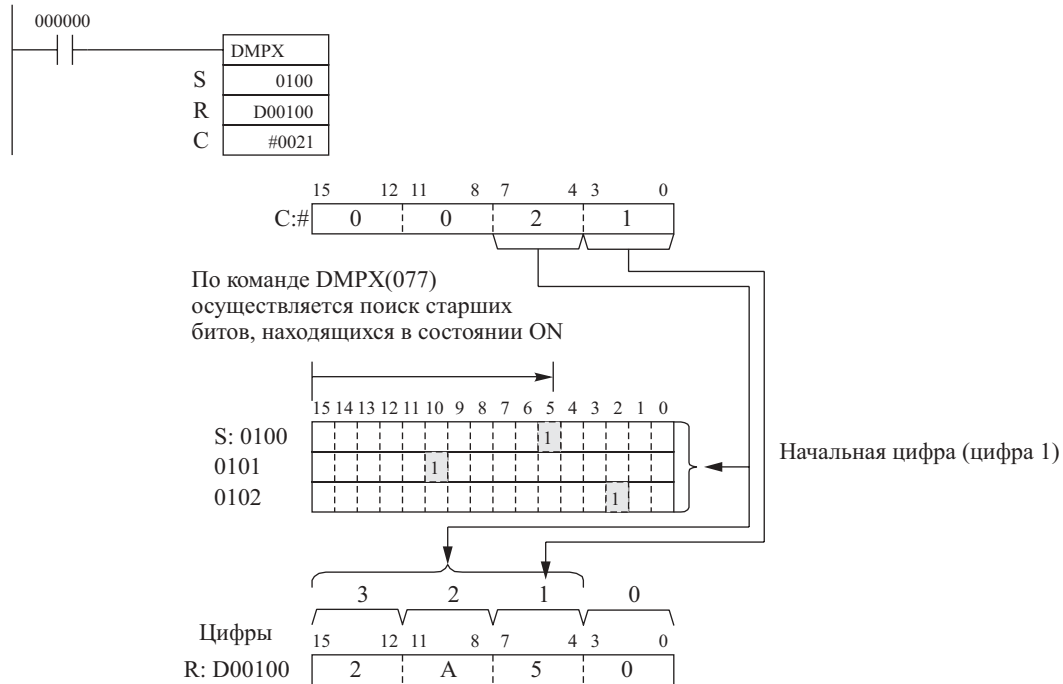 000000
DMPX
S 0100
R D00100
C #0021
15 12 11 8 7 4 3 0
C:# 0 0 2 1
По команде DMPX(077)
осуществляется поиск старших
битов, находящихся в состоянии ON
15 14 13 12 11 10 9 8 7 6 5 4 3 2 1 0
S: 0100 1
Начальная цифра (цифра 1)
0101 1
0102 1
3 2 1 0
Цифры
15 12 11 8 7 4 3 0
R: D00100 2 A 5 0